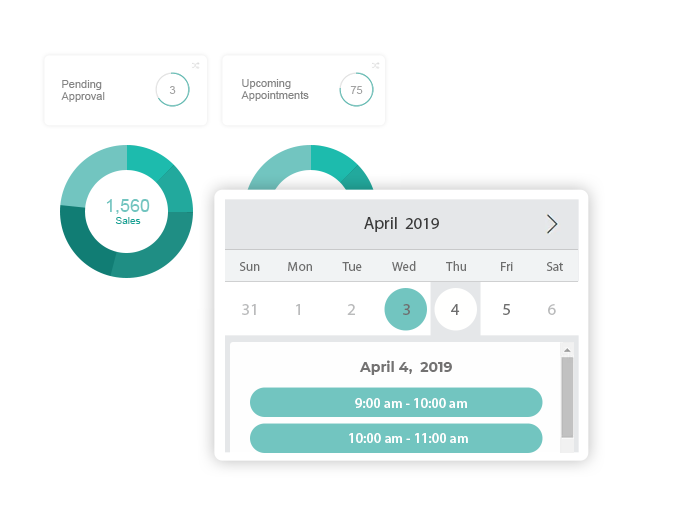 Pending
Approval
3
Upcoming
Appointments
75
1,560
Sales
April 2019
Sun Mon Tue Wed Thu Fri Sat
31 1 2 3 4 5 6
April 4, 2019
9:00 am - 10:00 am
10:00 am - 11:00 am